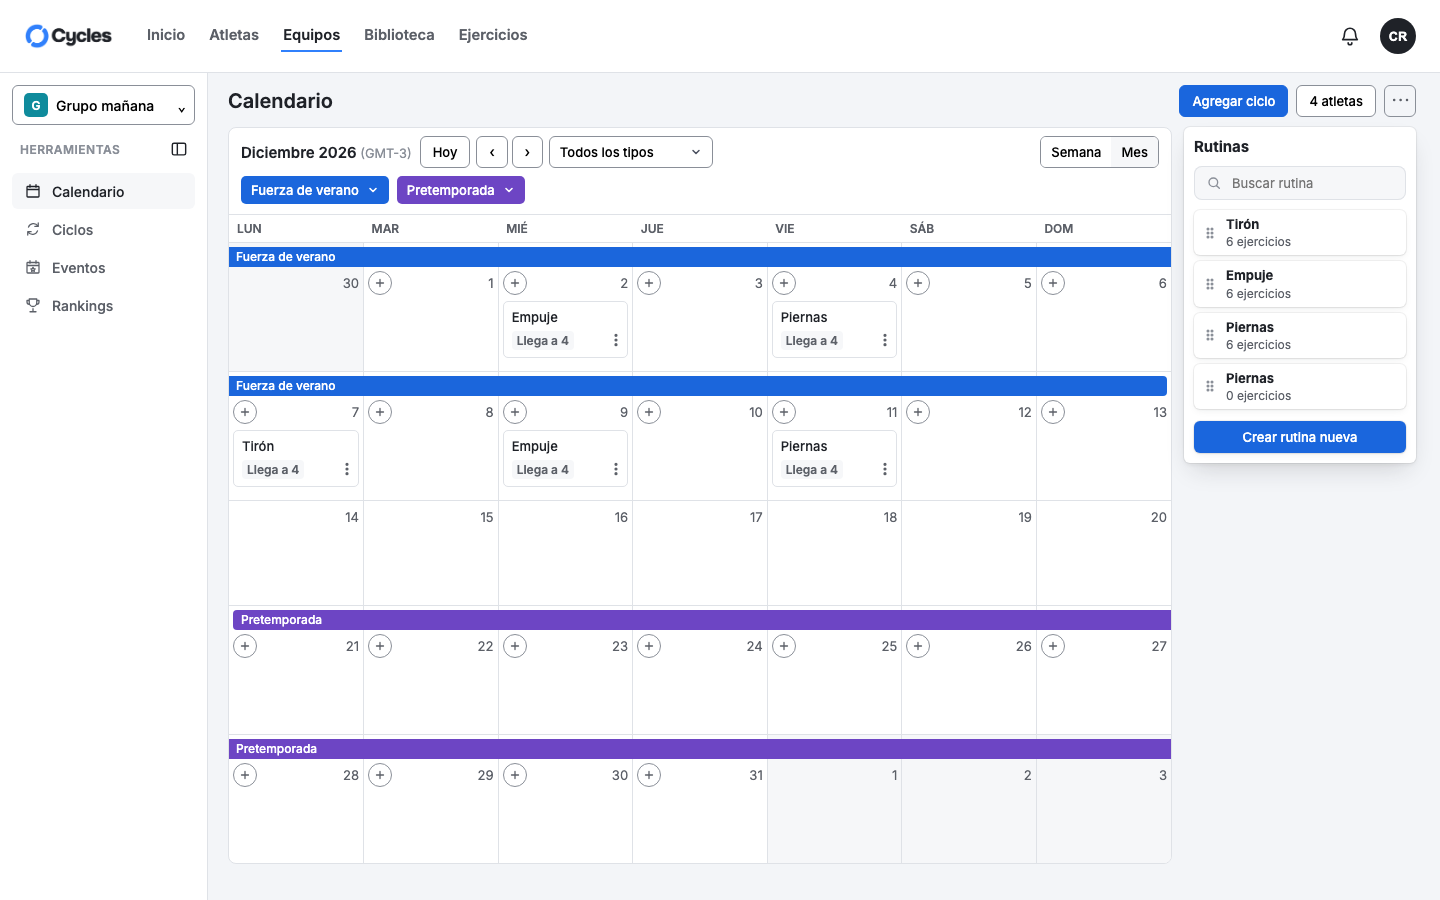 Cycles
Inicio
Atletas
Equipos
Biblioteca
Ejercicios
CR
G
Grupo mañana
HERRAMIENTAS
Calendario
Ciclos
Eventos
Rankings
Calendario
Agregar ciclo
4 atletas
Diciembre 2026 (GMT-3)
Hoy
Todos los tipos
Semana
Mes
Fuerza de verano
Pretemporada
LUN MAR MIÉ JUE VIE SÁB DOM
Fuerza de verano
30 1 2 3 4 5 6
Empuje
Llega a 4
Piernas
Llega a 4
Fuerza de verano
7 8 9 10 11 12 13
Tirón
Llega a 4
Empuje
Llega a 4
Piernas
Llega a 4
14 15 16 17 18 19 20
Pretemporada
21 22 23 24 25 26 27
Pretemporada
28 29 30 31 1 2 3
Rutinas
Buscar rutina
Tirón
6 ejercicios
Empuje
6 ejercicios
Piernas
6 ejercicios
Piernas
0 ejercicios
Crear rutina nueva